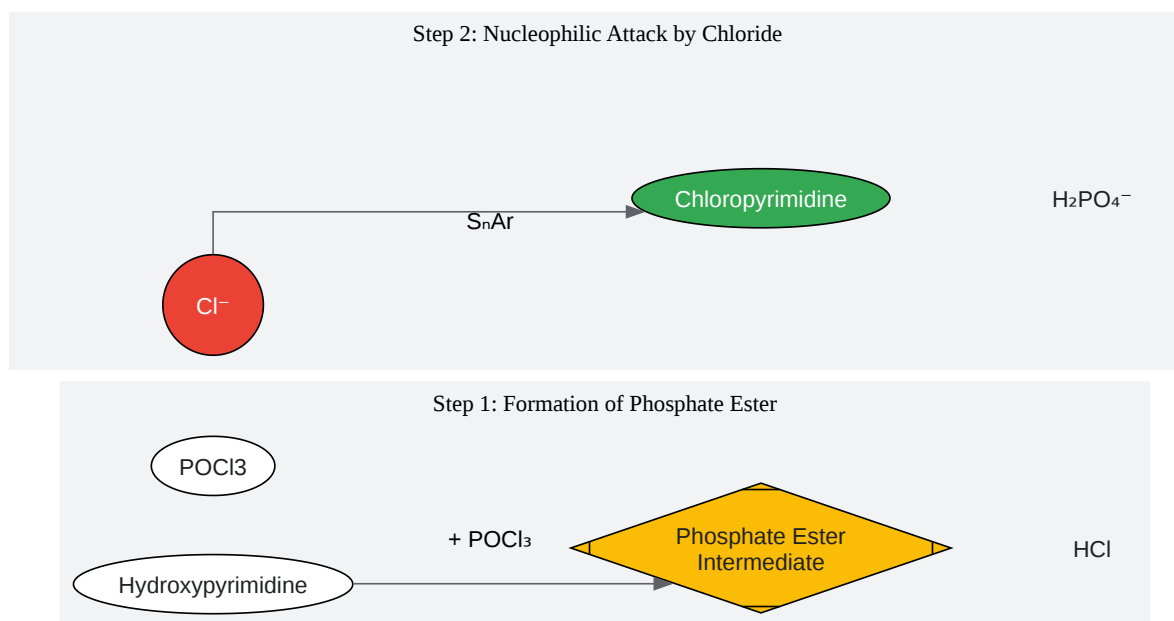 Step 2: Nucleophilic Attack by Chloride
Chloropyrimidine
H₂PO₄⁻
SₙAr
Cl⁻
Step 1: Formation of Phosphate Ester
POCl3
+ POCl₃
Phosphate Ester
Intermediate
HCl
Hydroxypyrimidine